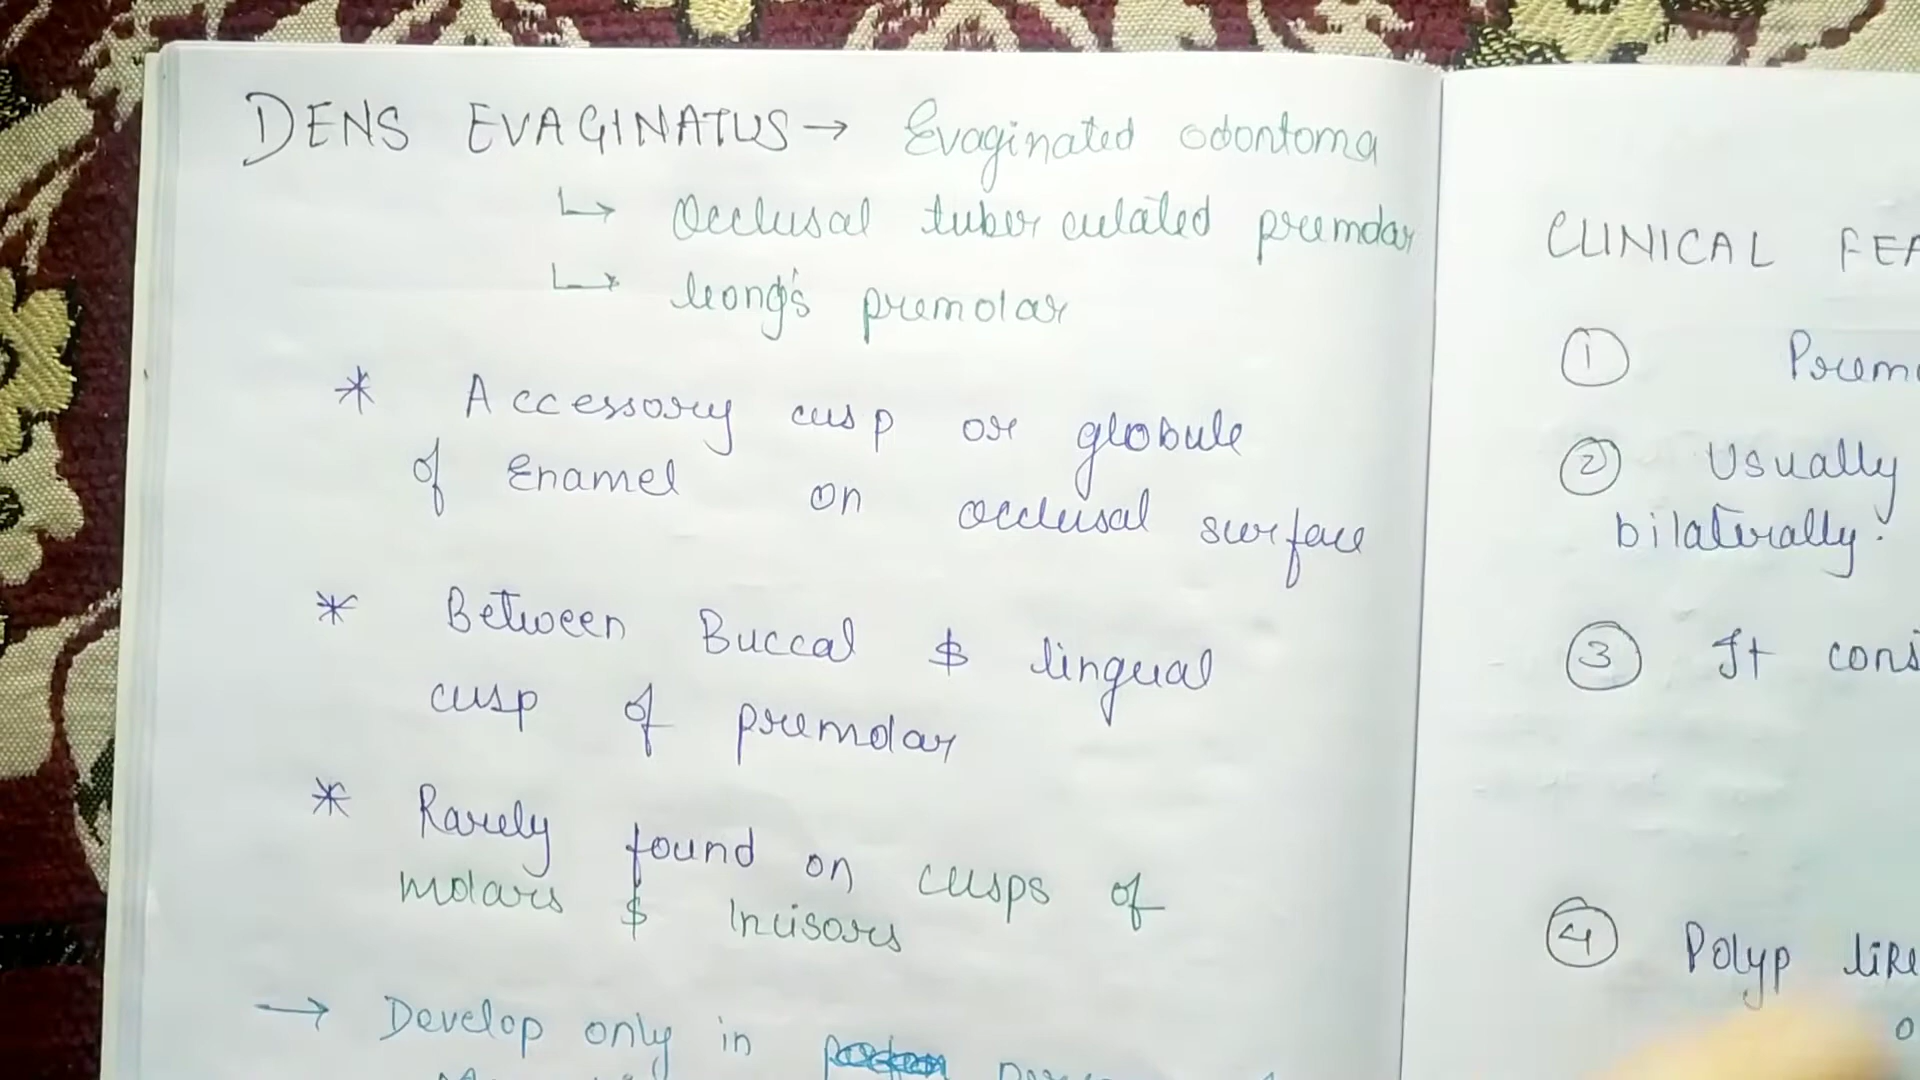 DENS EVAGINATUS → Evaginated odontoma
↳ Occlusal tuberculated premolar
↳ leong's premolar
* Accessory cusp or globule
of Enamel on occlusal surface
* Between Buccal & lingual
cusp of premolar
* Rarely found on cusps of
molars & Incisors
→ Develop only in
CLINICAL
①
② Usually
bilaterally.
③ It
④ Polyp like